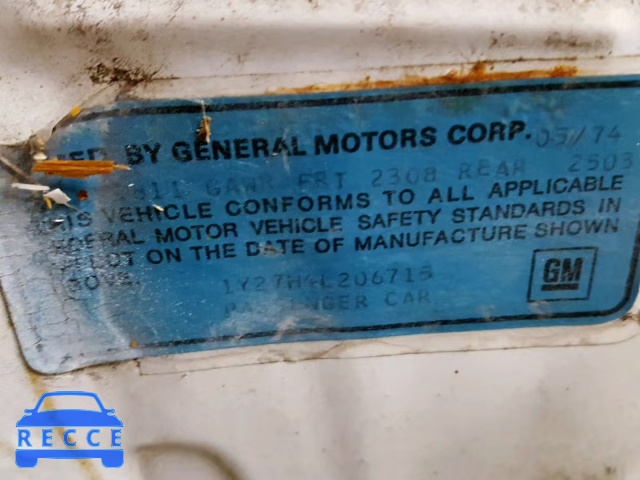 BY GENERAL MOTORS CORP. 05/74
GAWR FRT 2308 REAR 2503
VEHICLE CONFORMS TO ALL APPLICABLE
MOTOR VEHICLE SAFETY STANDARDS IN
ON THE DATE OF MANUFACTURE SHOWN
1Y27H4L206715
PASSENGER CAR
GM
RECCE